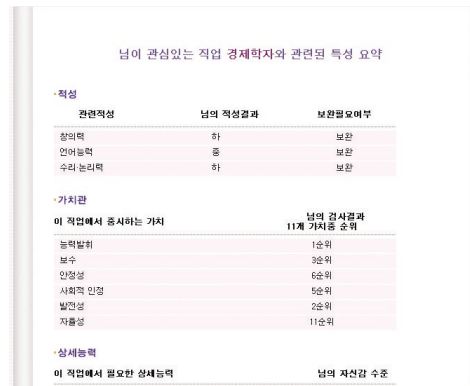 님이 관심있는 직업 경제학자와 관련된 특성 요약
·적성
관련적성 님의 적성결과 보완필요여부
창의력 하 보완
언어능력 중 보완
수리·논리력 하 보완
·가치관
이 직업에서 중시하는 가치 님의 검사결과
11개 가치중 순위
능력발휘 1순위
보수 3순위
안정성 6순위
사회적 인정 5순위
발전성 2순위
자율성 11순위
·상세능력
이 직업에서 필요한 상세능력 님의 자신감 수준